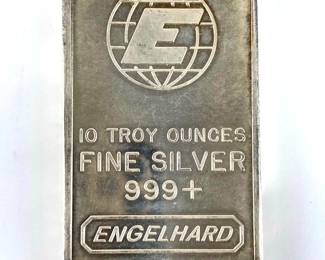 E
10 TROY OUNCES
FINE SILVER
999+
ENGELHARD